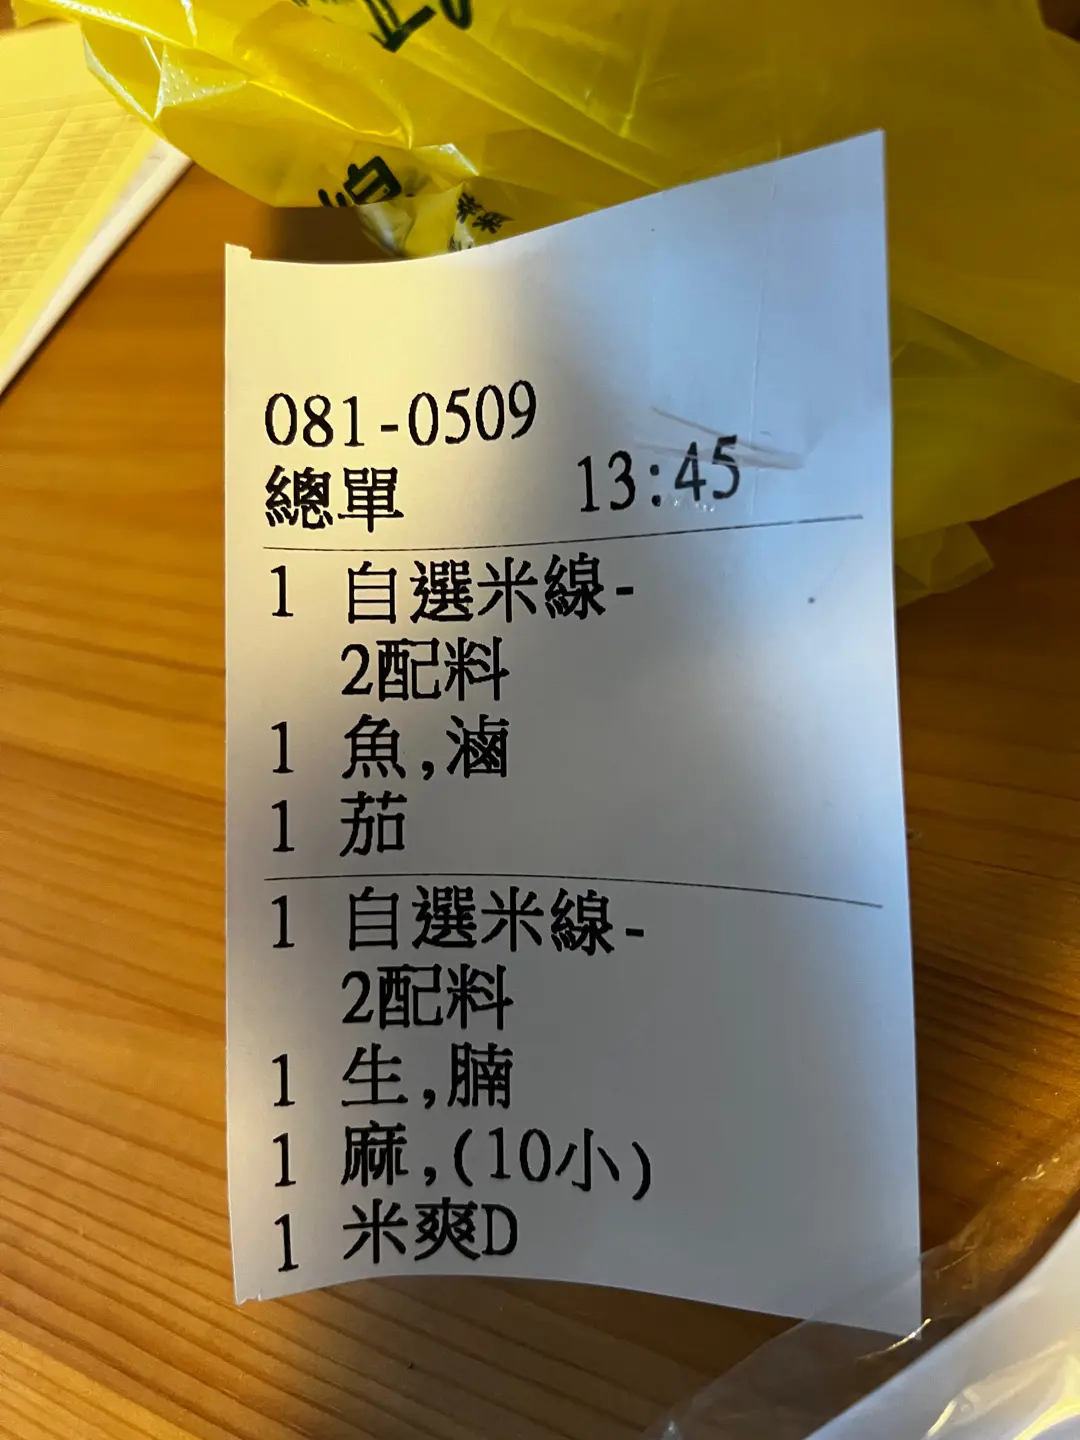 081-0509
總單 13:45
1 自選米線-
2配料
1 魚,滷
1 茄
1 自選米線-
2配料
1 生,腩
1 麻,(10小)
1 米爽D